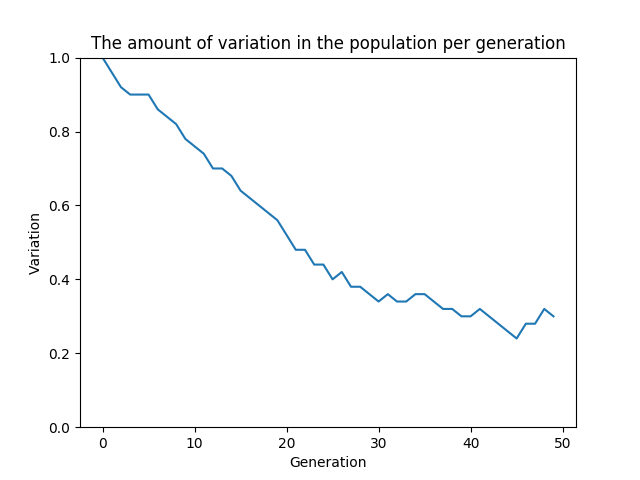 The amount of variation in the population per generation
1.0
0.8
0.6
0.4
0.2
0.0
Variation
0 10 20 30 40 50
Generation